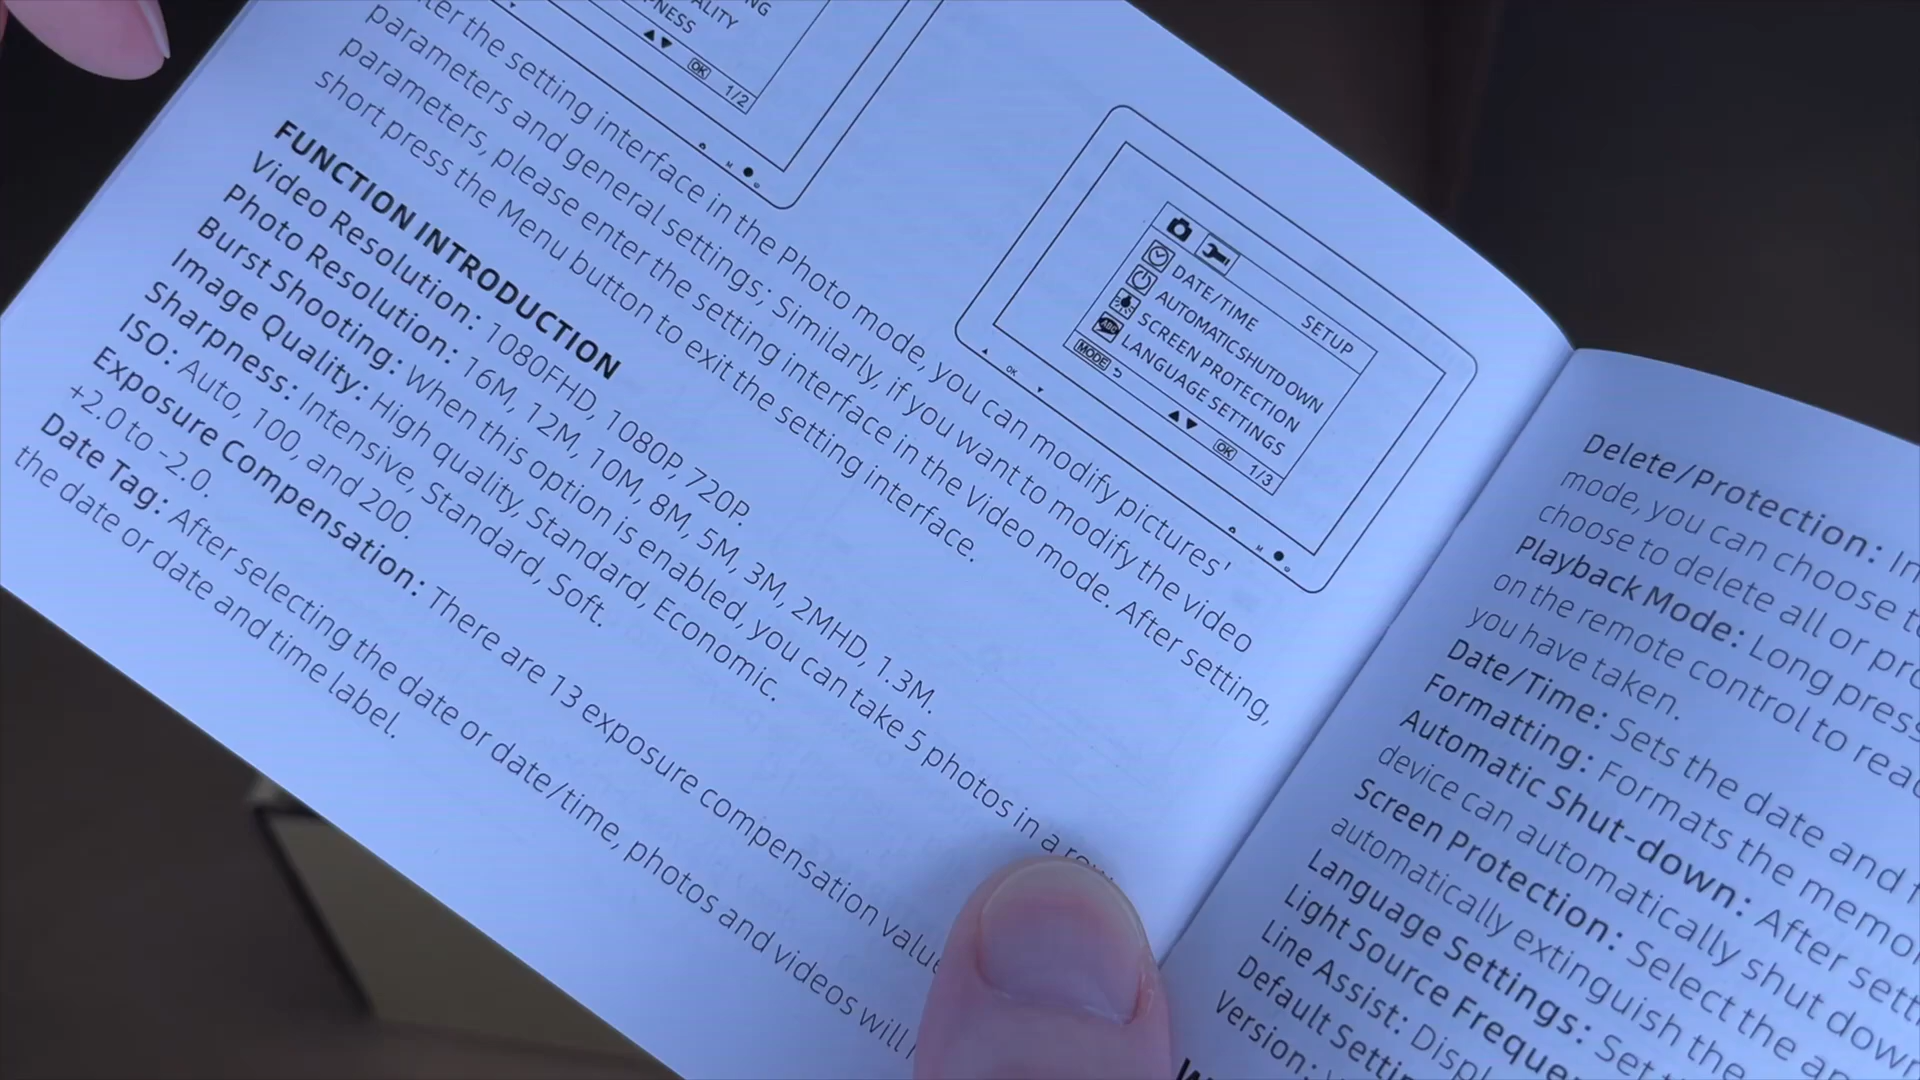 NG
ALITY
PNESS
OK
1/2
the setting interface in the Photo mode, you can modify pictures'
parameters and general settings; Similarly, if you want to modify the video
parameters, please enter the setting interface in the video mode. After setting,
short press the Menu button to exit the setting interface.
FUNCTION INTRODUCTION
Video Resolution: 1080FHD, 1080P, 720P.
Photo Resolution: 16M, 12M, 10M, 8M, 5M, 3M, 2MHD, 1.3M.
Burst Shooting: When this option is enabled, you can take 5 photos in a
Image Quality: High quality, Standard, Economic.
Sharpness: Intensive, Standard, Soft.
ISO: Auto, 100, and 200.
Exposure Compensation: There are 13 exposure compensation
+2.0 to -2.0.
Date Tag: After selecting the date or date/time, photos and videos will
the date or date and time label.
SETUP
DATE/TIME
AUTOMATIC SHUTDOWN
SCREEN PROTECTION
ABC LANGUAGE SETTINGS
MODE
OK
1/3
OK
M
M
Delete/Protection: In
mode, you can choose
choose to delete all or
Playback Mode: Long press
on the remote control to
you have taken.
Date/Time: Sets the date and
Formatting: Formats the
Automatic Shut-down: After
device can automatically shut down
Screen Protection: Select the
automatically extinguish the
Language Settings: Set
Light Source
Line Assist:
Default
Version: